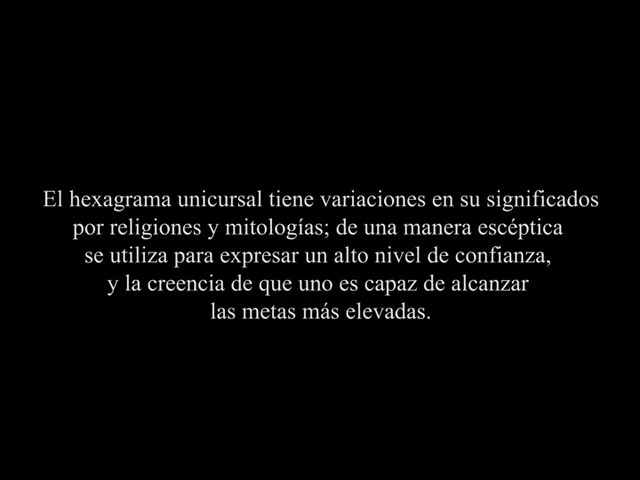 El hexagrama unicursal tiene variaciones en su significados
por religiones y mitologías; de una manera escéptica
se utiliza para expresar un alto nivel de confianza,
y la creencia de que uno es capaz de alcanzar
las metas más elevadas.